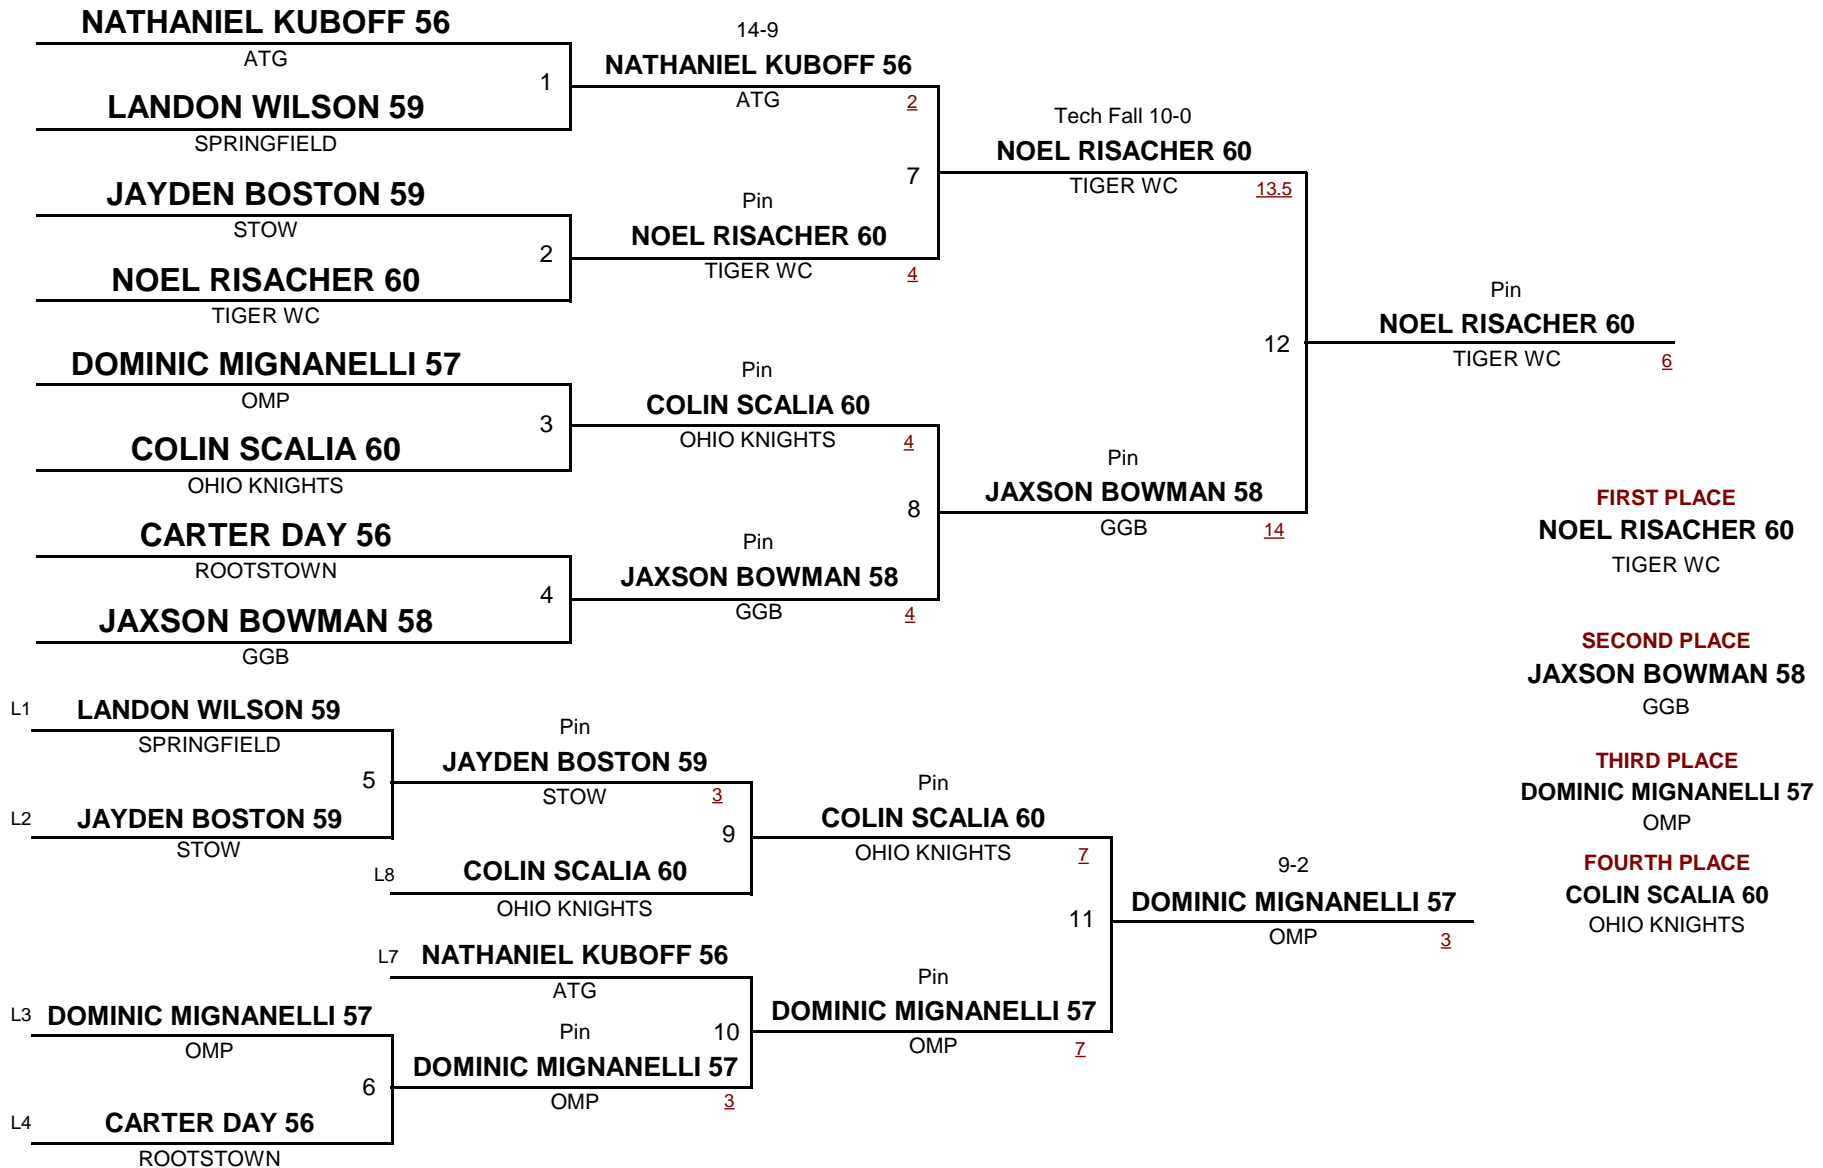 NATHANIEL KUBOFF 56
ATG
1
LANDON WILSON 59
SPRINGFIELD
JAYDEN BOSTON 59
STOW
2
NOEL RISACHER 60
TIGER WC
DOMINIC MIGNANELLI 57
OMP
3
COLIN SCALIA 60
OHIO KNIGHTS
CARTER DAY 56
ROOTSTOWN
4
JAXSON BOWMAN 58
GGB
14-9
NATHANIEL KUBOFF 56
ATG 2
7
Pin
NOEL RISACHER 60
TIGER WC 4
Pin
COLIN SCALIA 60
OHIO KNIGHTS 4
8
Pin
JAXSON BOWMAN 58
GGB 4
Tech Fall 10-0
NOEL RISACHER 60
TIGER WC 13.5
12
Pin
JAXSON BOWMAN 58
GGB 14
Pin
NOEL RISACHER 60
TIGER WC 6
FIRST PLACE
NOEL RISACHER 60
TIGER WC
SECOND PLACE
JAXSON BOWMAN 58
GGB
THIRD PLACE
DOMINIC MIGNANELLI 57
OMP
FOURTH PLACE
COLIN SCALIA 60
OHIO KNIGHTS
L1 LANDON WILSON 59
SPRINGFIELD
5
L2 JAYDEN BOSTON 59
STOW
Pin
JAYDEN BOSTON 59
STOW 3
9
L8 COLIN SCALIA 60
OHIO KNIGHTS
L7 NATHANIEL KUBOFF 56
ATG
L3 DOMINIC MIGNANELLI 57
OMP
6
L4 CARTER DAY 56
ROOTSTOWN
Pin 10
DOMINIC MIGNANELLI 57
OMP 3
Pin
COLIN SCALIA 60
OHIO KNIGHTS 7
11
Pin
DOMINIC MIGNANELLI 57
OMP 7
9-2
DOMINIC MIGNANELLI 57
OMP 3